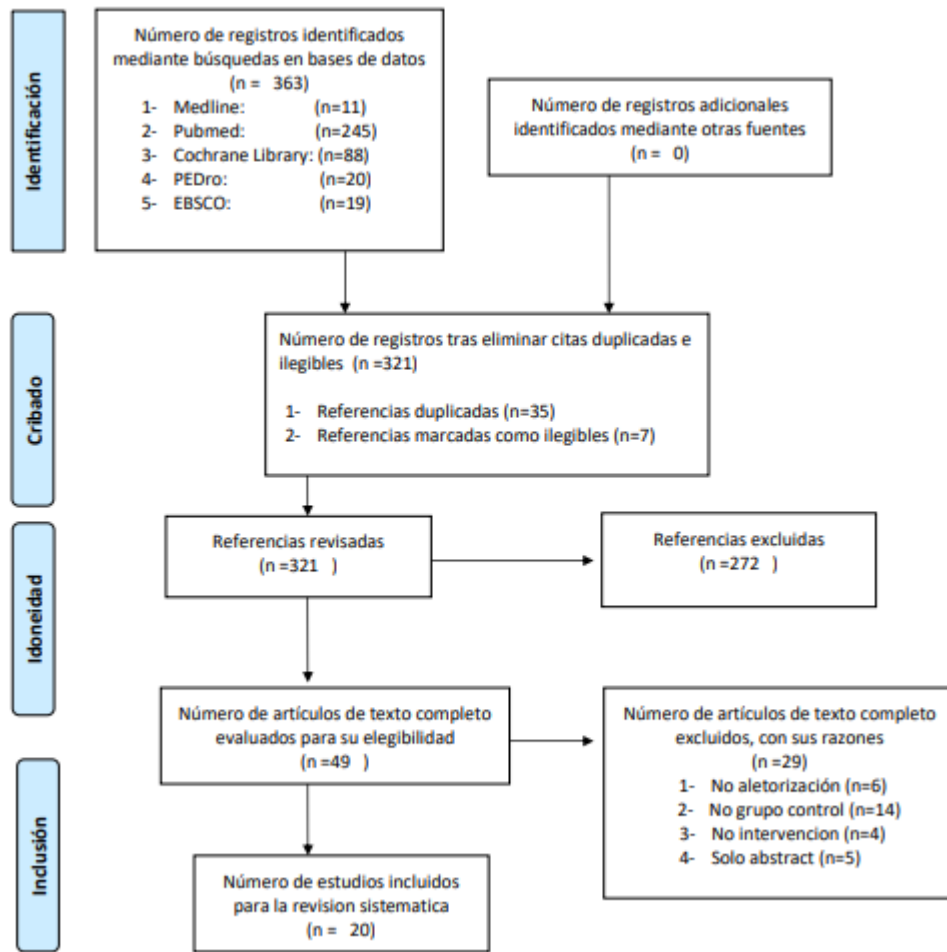 Identificación
Número de registros identificados
mediante búsquedas en bases de datos
(n = 363)
1- Medline: (n=11)
2- Pubmed: (n=245)
3- Cochrane Library: (n=88)
4- PEDro: (n=20)
5- EBSCO: (n=19)
Número de registros adicionales
identificados mediante otras fuentes
(n = 0)
Cribado
Número de registros tras eliminar citas duplicadas e
ilegibles (n =321)
1- Referencias duplicadas (n=35)
2- Referencias marcadas como ilegibles (n=7)
Idoneidad
Referencias revisadas
(n =321 )
Referencias excluidas
(n =272 )
Número de artículos de texto completo
evaluados para su elegibilidad
(n =49 )
Número de artículos de texto completo
excluidos, con sus razones
(n =29)
1- No aletorización (n=6)
2- No grupo control (n=14)
3- No intervencion (n=4)
4- Solo abstract (n=5)
Inclusión
Número de estudios incluidos
para la revision sistematica
(n = 20)